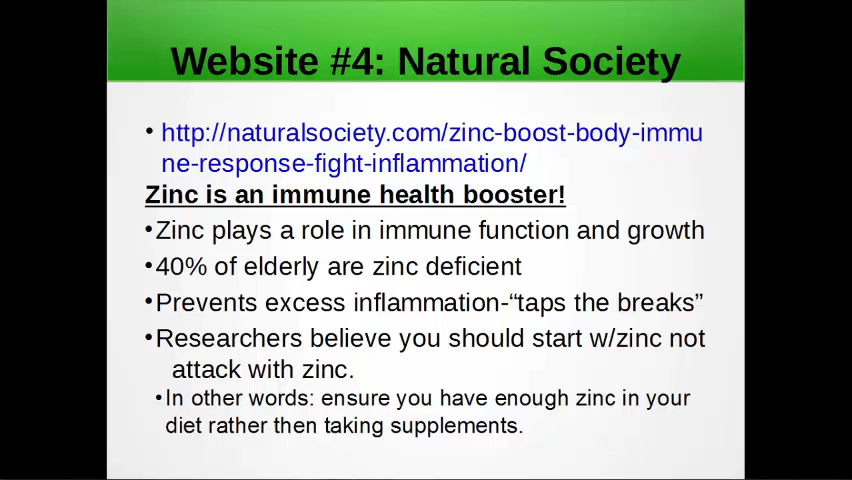 Website #4: Natural Society
• http://naturalsociety.com/zinc-boost-body-immu
ne-response-fight-inflammation/
Zinc is an immune health booster!
•Zinc plays a role in immune function and growth
•40% of elderly are zinc deficient
•Prevents excess inflammation-“taps the breaks”
•Researchers believe you should start w/zinc not
attack with zinc.
•In other words: ensure you have enough zinc in your
diet rather then taking supplements.